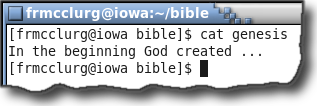 frmcclurg@iowa:~/bible
[frmcclurg@iowa bible]$ cat genesis
In the beginning God created ...
[frmcclurg@iowa bible]$